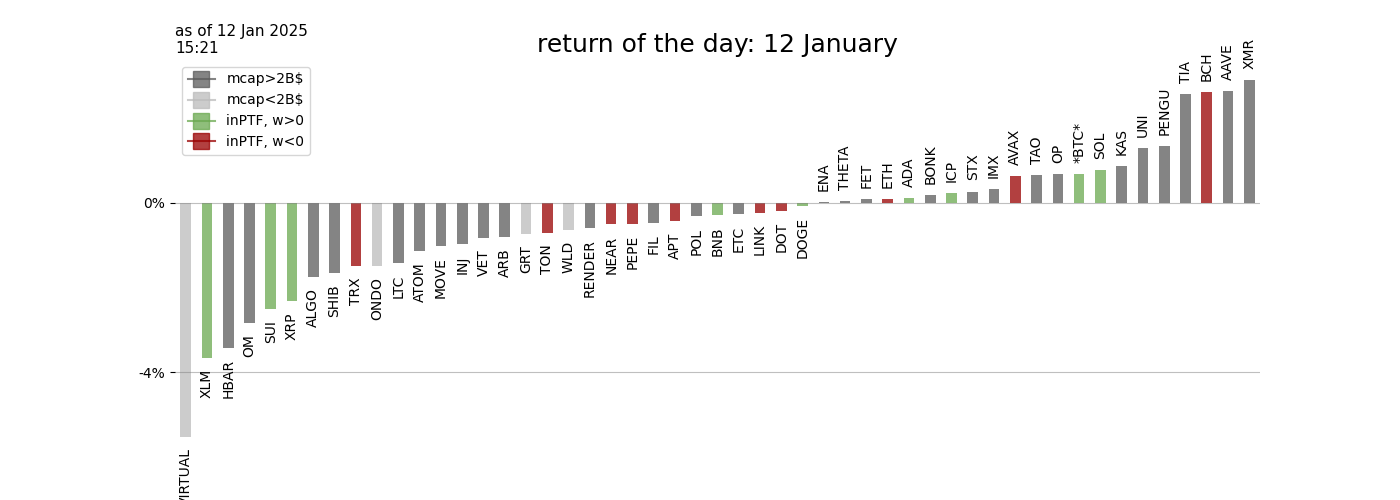 as of 12 Jan 2025
15:21
return of the day: 12 January
mcap>2B$
mcap<2B$
inPTF, w>0
inPTF, w<0
0%
-4%
VIRTUAL
XLM
HBAR
OM
SUI
XRP
ALGO
SHIB
TRX
ONDO
LTC
ATOM
MOVE
INJ
VET
ARB
GRT
TON
WLD
RENDER
NEAR
PEPE
FIL
APT
POL
BNB
ETC
LINK
DOT
DOGE
ENA
THETA
FET
ETH
ADA
BONK
ICP
STX
IMX
AVAX
TAO
OP
*BTC*
SOL
KAS
UNI
PENGU
TIA
BCH
AAVE
XMR